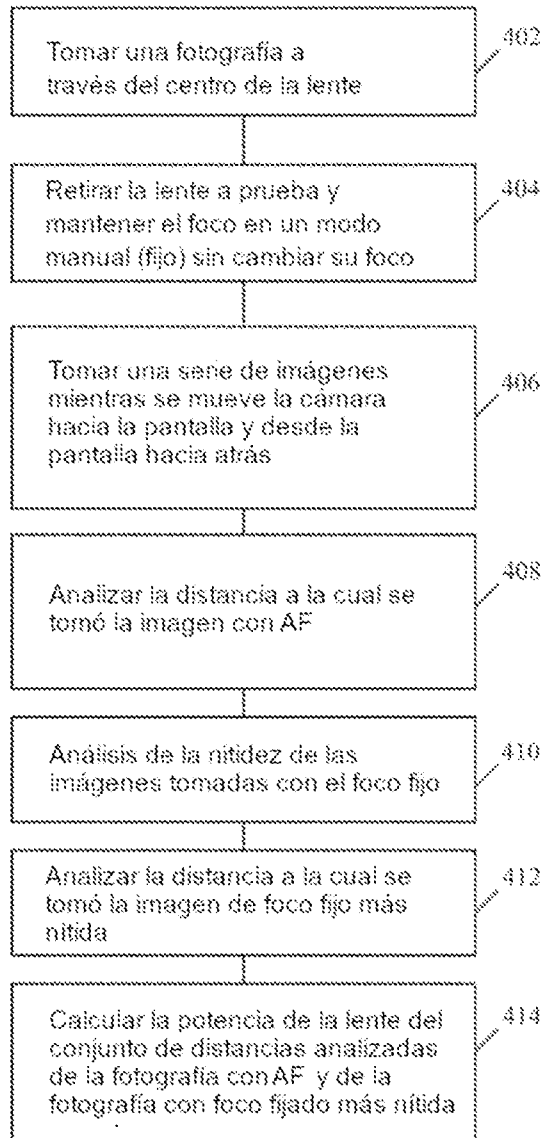 Tomar una fotografía a
través del centro de la lente
402
Retirar la lente a prueba y
mantener el foco en un modo
manual (fijo) sin cambiar su foco
404
Tomar una serie de imágenes
mientras se mueve la cámara
hacia la pantalla y desde la
pantalla hacia atrás
406
Analizar la distancia a la cual se
tomó la imagen con AF
408
Análisis de la nitidez de las
imágenes tomadas con el foco fijo
410
Analizar la distancia a la cual se
tomó la imagen de foco fijo más
nítida
412
Calcular la potencia de la lente del
conjunto de distancias analizadas
de la fotografía con AF y de la
fotografía con foco fijado más nítida
414